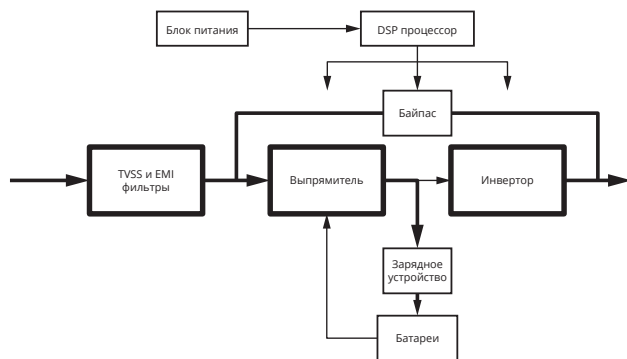 Блок питания
DSP процессор
Байпас
TVSS и EMI
фильтры
Выпрямитель
Инвертор
Зарядное
устройство
Батареи